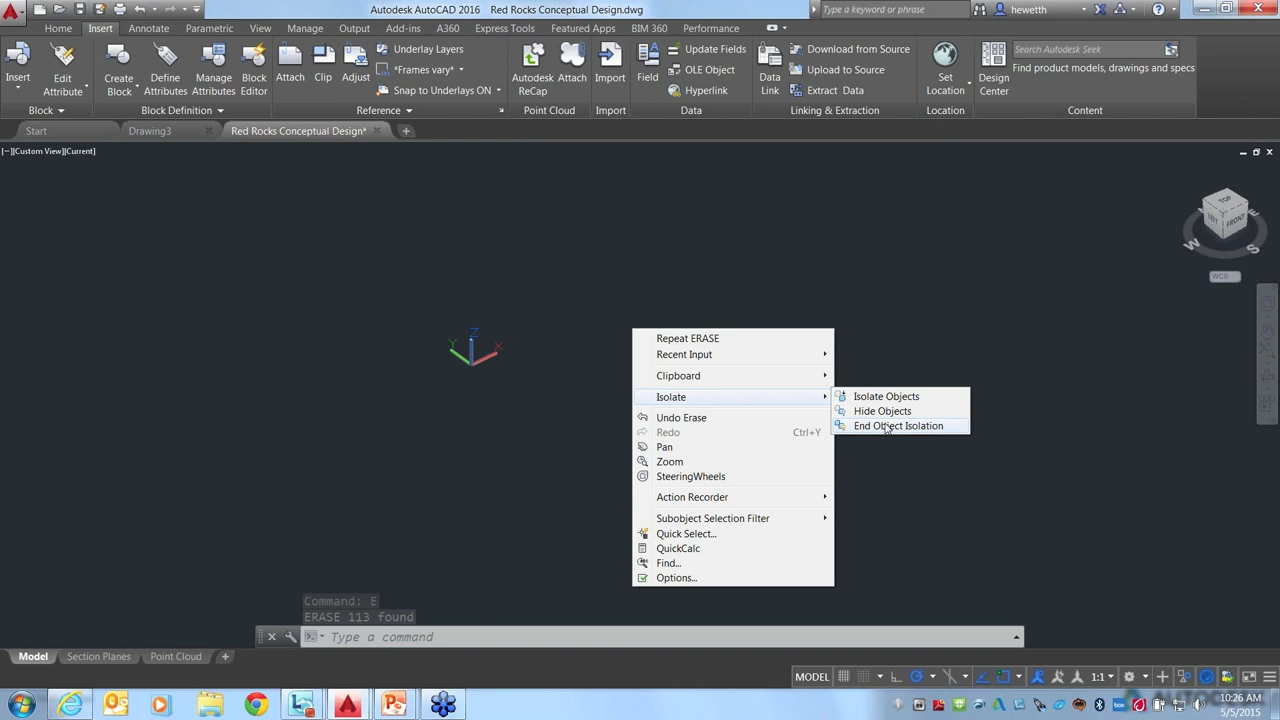 Autodesk AutoCAD 2016 Red Rocks Conceptual Design.dwg
Type a keyword or phrase
hewetth
Home Insert Annotate Parametric View Manage Output Add-ins A360 Express Tools Featured Apps BIM 360 Performance
Insert
Edit Attribute
Create Block
Define Attributes
Manage Attributes
Block Editor
Attach
Clip
Adjust
Underlay Layers
*Frames vary*
Snap to Underlays ON
Autodesk ReCap
Attach
Import
Field
Update Fields
OLE Object
Hyperlink
Data Link
Download from Source
Upload to Source
Extract Data
Set Location
Design Center
Search Autodesk Seek
Find product models, drawings and specs
Block Block Definition Reference Point Cloud Import Data Linking & Extraction Location Content
Start Drawing3 Red Rocks Conceptual Design*
[−][Custom View][Current]
TOP
LEFT
FRONT
E
W
S
WCS
Z
Y
X
Repeat ERASE
Recent Input
Clipboard
Isolate
Isolate Objects
Hide Objects
End Object Isolation
Undo Erase
Redo Ctrl+Y
Pan
Zoom
SteeringWheels
Action Recorder
Subobject Selection Filter
Quick Select...
QuickCalc
Find...
Options...
Command: E
ERASE 113 found
Type a command
Model Section Planes Point Cloud
MODEL 1:1
10:26 AM
5/5/2015